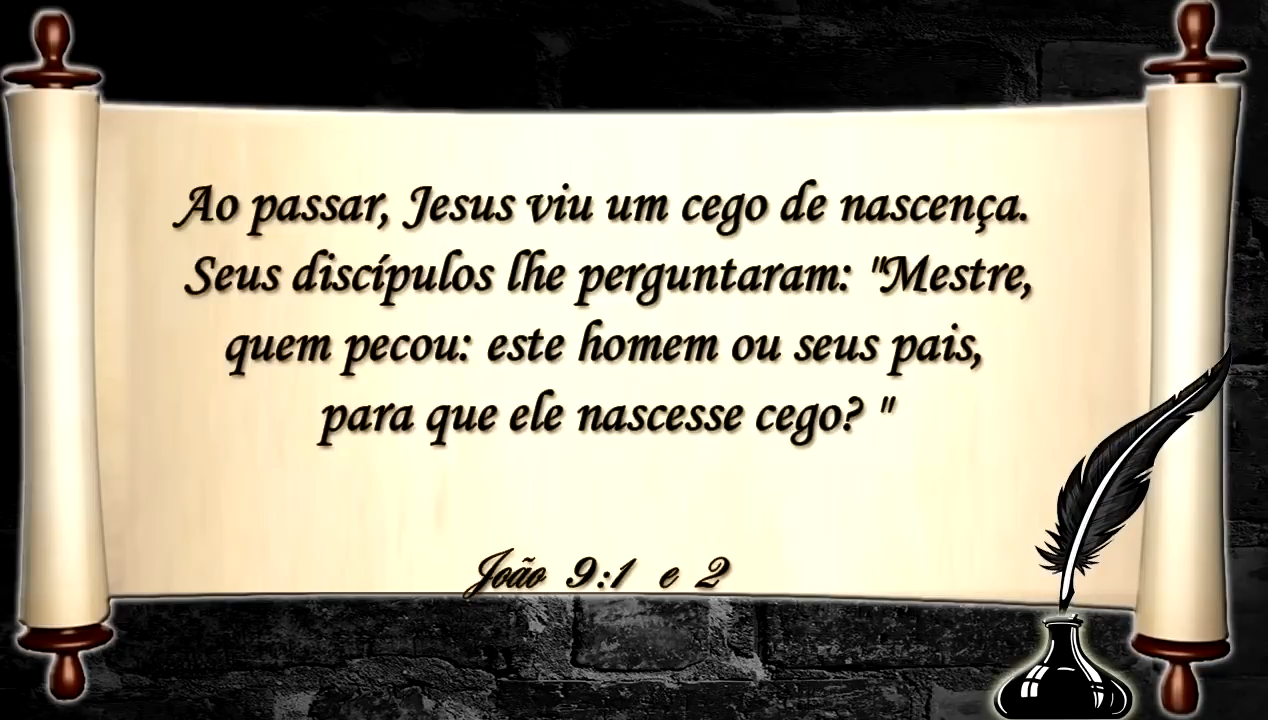 Ao passar, Jesus viu um cego de nascença.
Seus discípulos lhe perguntaram: "Mestre,
quem pecou: este homem ou seus pais,
para que ele nascesse cego? "
João 9:1 e 2